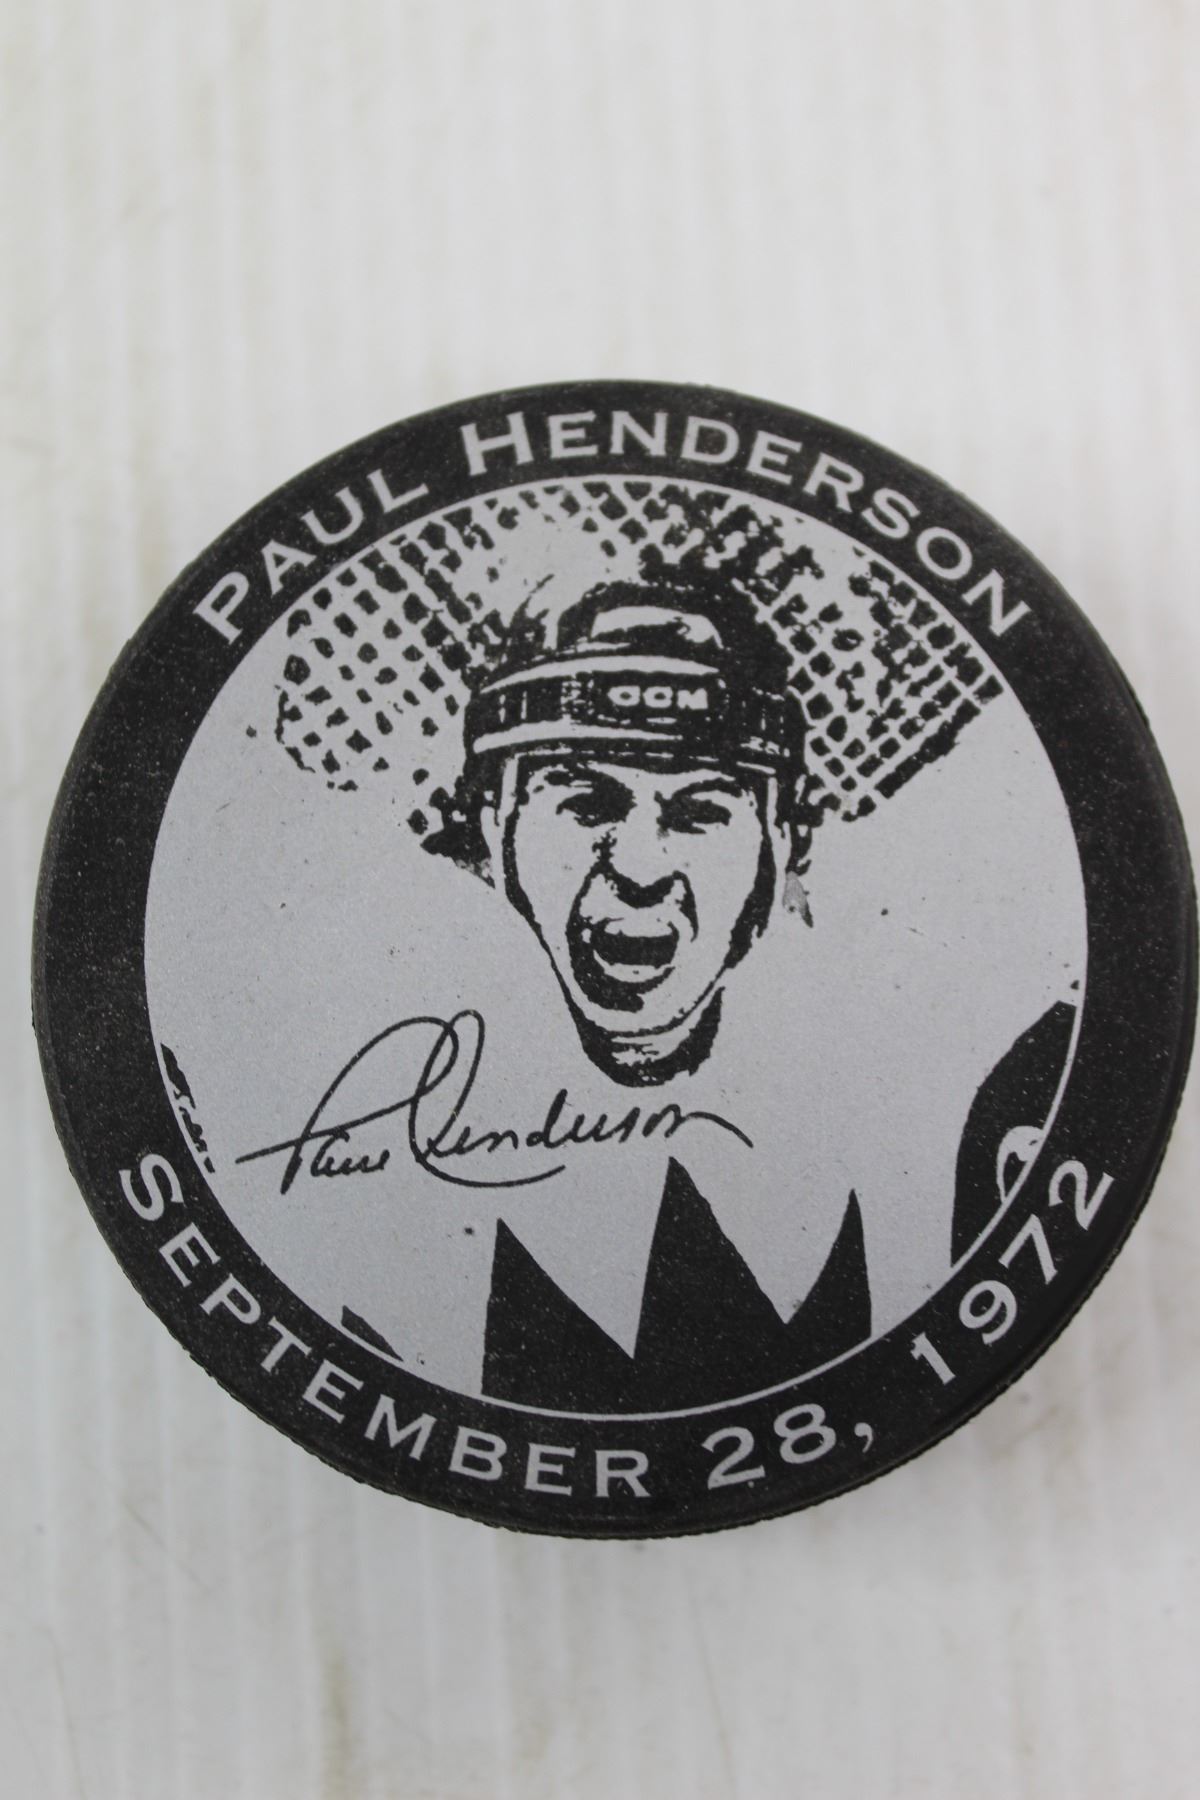 PAUL HENDERSON
CCM
Paul Henderson
SEPTEMBER 28, 1972